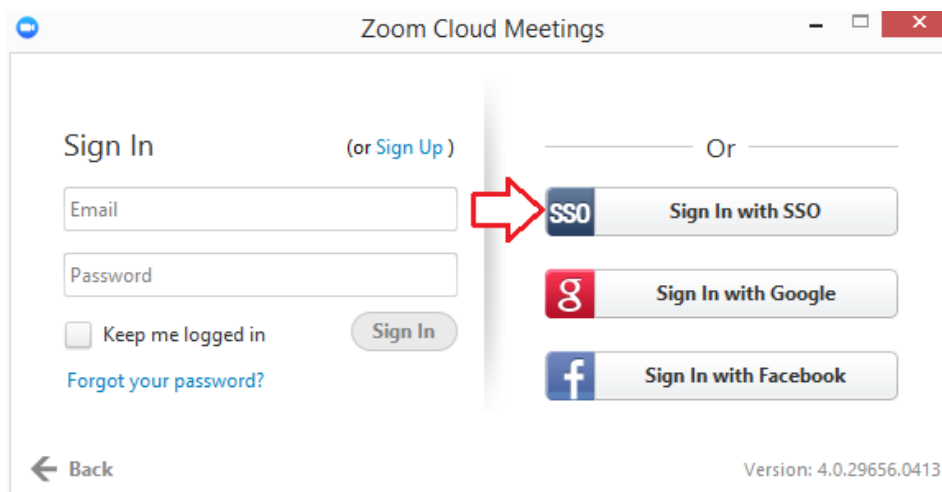 Zoom Cloud Meetings
Sign In
(or Sign Up )
Email
Password
Keep me logged in
Sign In
Forgot your password?
Or
SSO
Sign In with SSO
g
Sign In with Google
f
Sign In with Facebook
Back
Version: 4.0.29656.0413